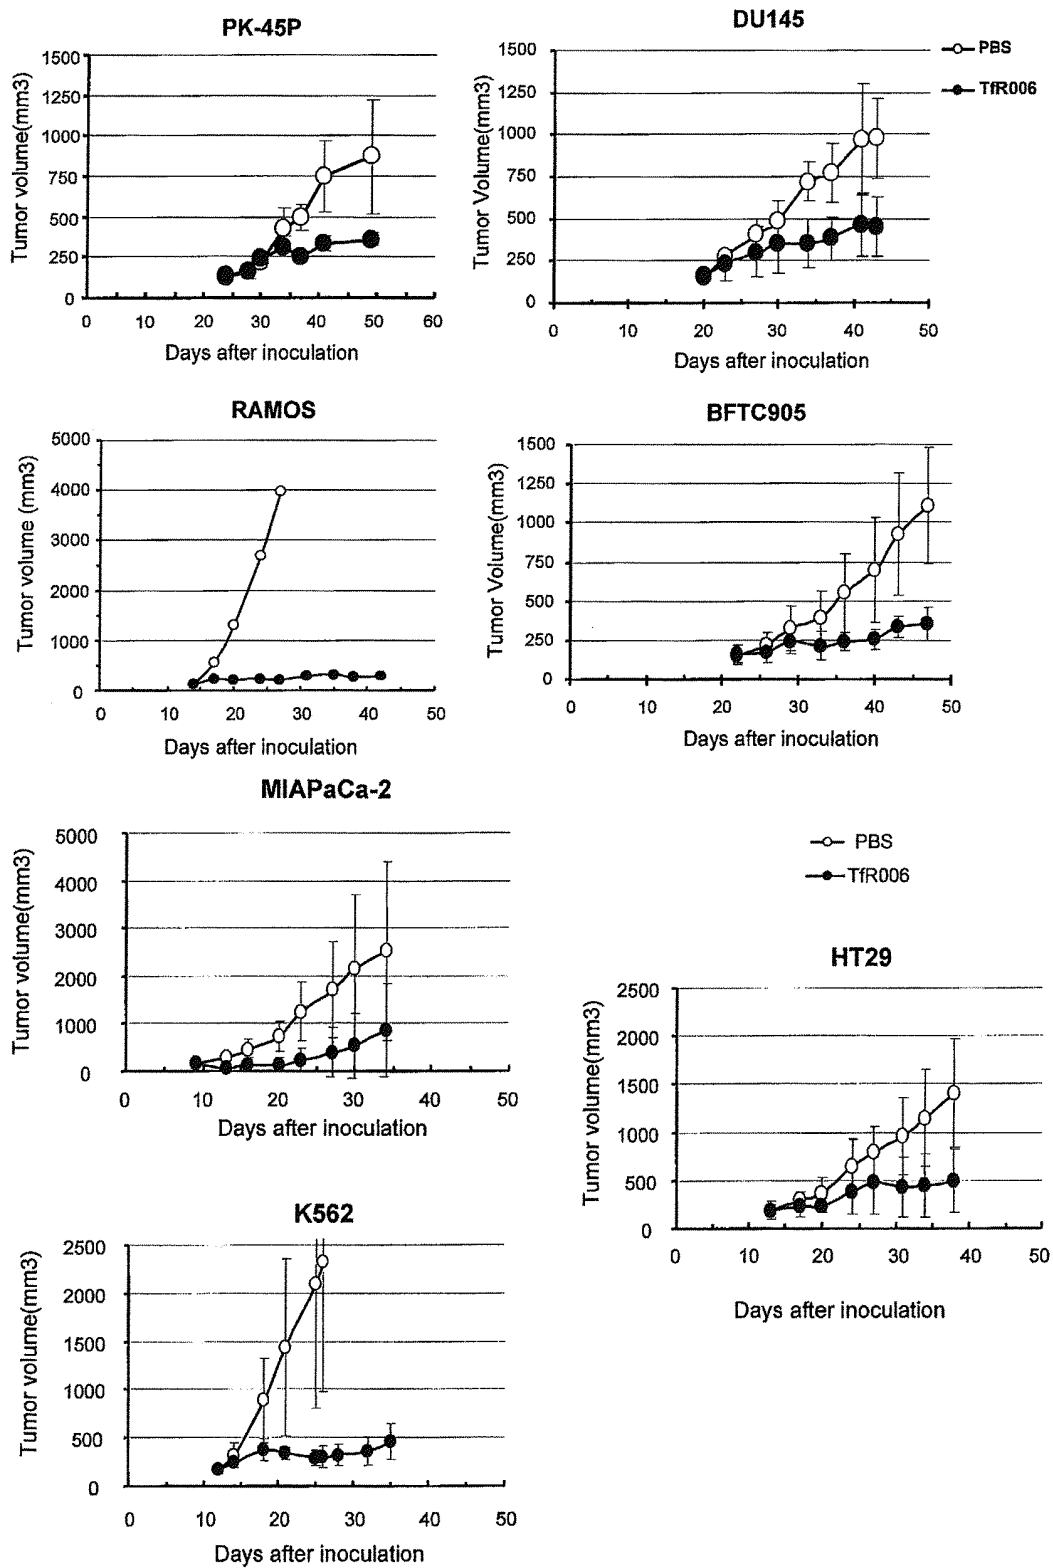 PK-45P
1500
1250
1000
750
500
250
0
Tumor volume(mm3)
0 10 20 30 40 50 60
Days after inoculation
DU145
1500
1250
1000
750
500
250
0
Tumor Volume(mm3)
0 10 20 30 40 50
Days after inoculation
PBS
TfR006
RAMOS
5000
4000
3000
2000
1000
0
Tumor volume (mm3)
0 10 20 30 40 50
Days after inoculation
BFTC905
1500
1250
1000
750
500
250
0
Tumor Volume(mm3)
0 10 20 30 40 50
Days after inoculation
MIAPaCa-2
5000
4000
3000
2000
1000
0
Tumor volume(mm3)
0 10 20 30 40 50
Days after inoculation
PBS
TfR006
HT29
2500
2000
1500
1000
500
0
Tumor volume(mm3)
0 10 20 30 40 50
Days after inoculation
K562
2500
2000
1500
1000
500
0
Tumor volume(mm3)
0 10 20 30 40 50
Days after inoculation